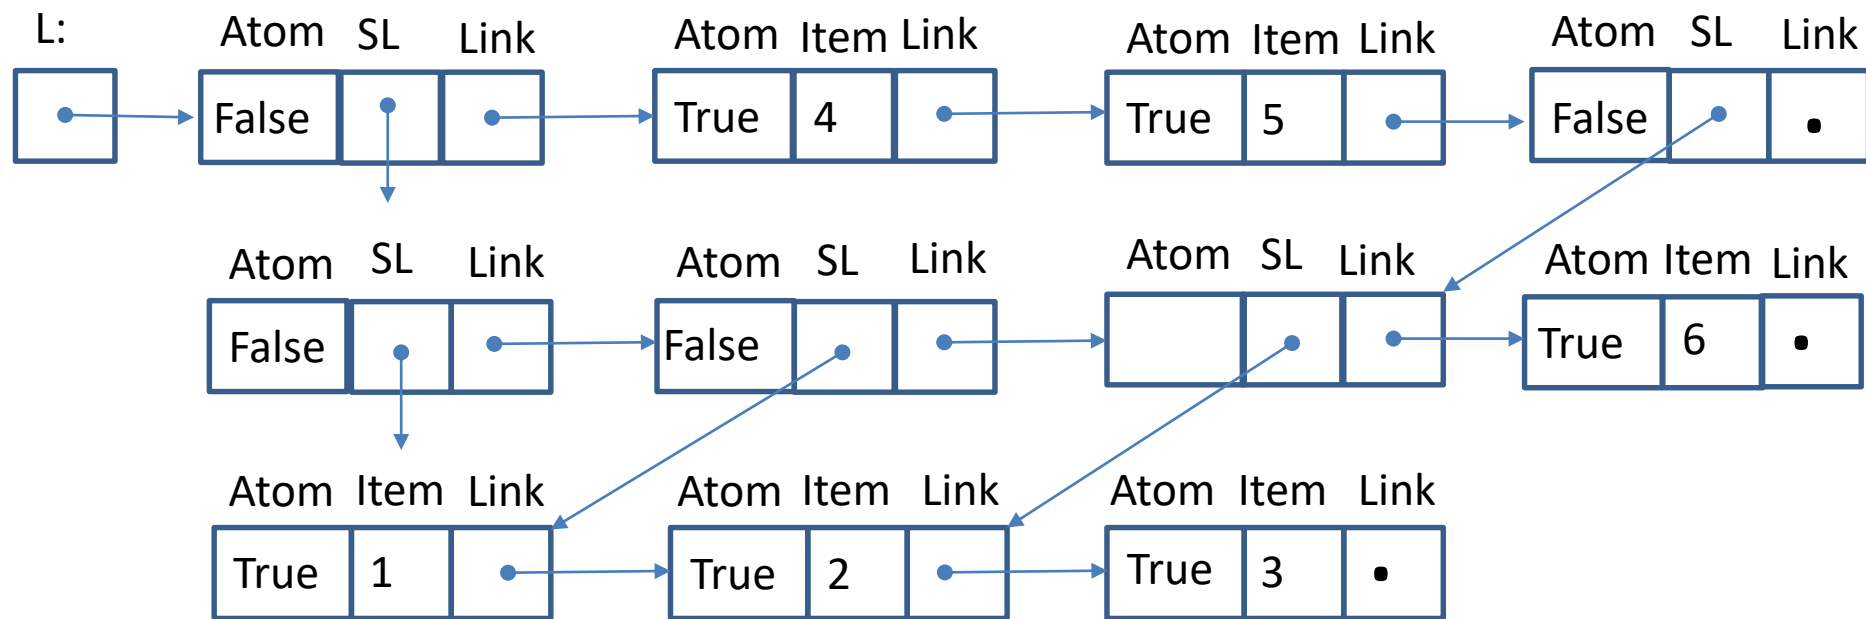 L: Atom SL Link Atom Item Link Atom Item Link Atom SL Link
False True 4 True 5 False
Atom SL Link Atom SL Link Atom SL Link Atom Item Link
False False True 6
Atom Item Link Atom Item Link Atom Item Link
True 1 True 2 True 3